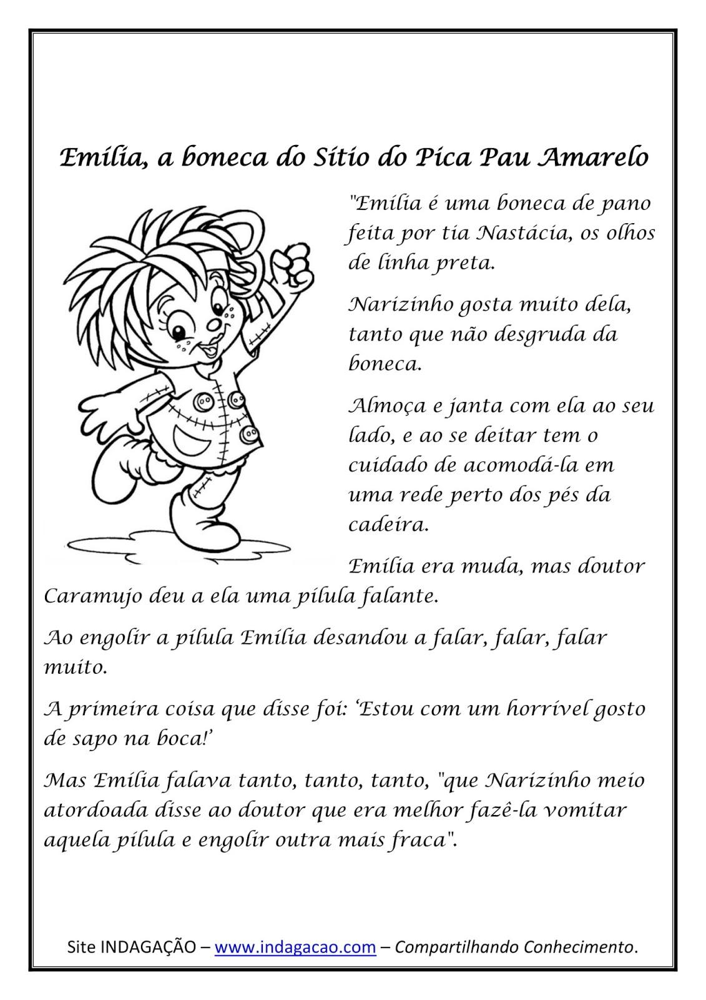 Emília, a boneca do Sítio do Pica Pau Amarelo
"Emília é uma boneca de pano
feita por tia Nastácia, os olhos
de linha preta.
Narizinho gosta muito dela,
tanto que não desgruda da
boneca.
Almoça e janta com ela ao seu
lado, e ao se deitar tem o
cuidado de acomodá-la em
uma rede perto dos pés da
cadeira.
Emília era muda, mas doutor
Caramujo deu a ela uma pílula falante.
Ao engolir a pílula Emília desandou a falar, falar, falar
muito.
A primeira coisa que disse foi: ‘Estou com um horrível gosto
de sapo na boca!’
Mas Emília falava tanto, tanto, tanto, "que Narizinho meio
atordoada disse ao doutor que era melhor fazê-la vomitar
aquela pílula e engolir outra mais fraca".
Site INDAGAÇÃO – www.indagacao.com – Compartilhando Conhecimento.